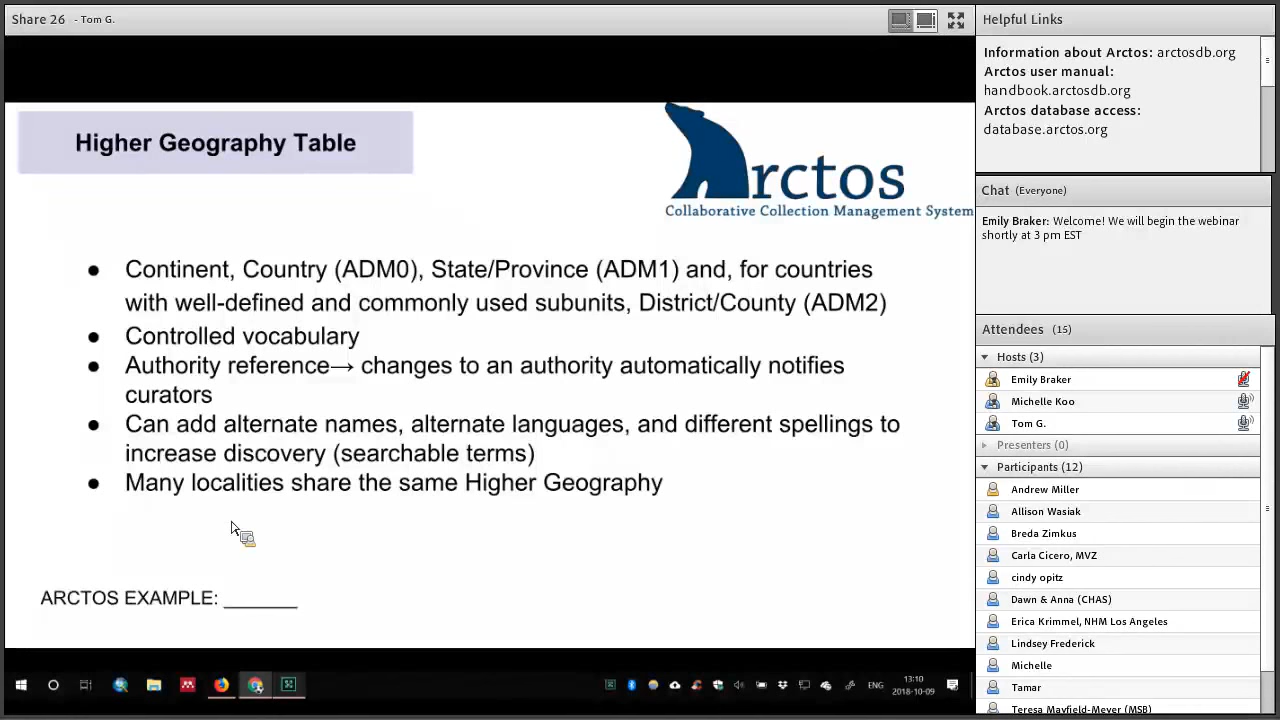 Share 26 - Tom G.
Higher Geography Table
Arctos
Collaborative Collection Management System
● Continent, Country (ADM0), State/Province (ADM1) and, for countries
with well-defined and commonly used subunits, District/County (ADM2)
● Controlled vocabulary
● Authority reference→ changes to an authority automatically notifies
curators
● Can add alternate names, alternate languages, and different spellings to
increase discovery (searchable terms)
● Many localities share the same Higher Geography
ARCTOS EXAMPLE: _______
ENG
13:10
2018-10-09
Helpful Links
Information about Arctos: arctosdb.org
Arctos user manual:
handbook.arctosdb.org
Arctos database access:
database.arctos.org
Chat (Everyone)
Emily Braker: Welcome! We will begin the webinar
shortly at 3 pm EST
Attendees (15)
Hosts (3)
Emily Braker
Michelle Koo
Tom G.
Presenters (0)
Participants (12)
Andrew Miller
Allison Wasiak
Breda Zimkus
Carla Cicero, MVZ
cindy opitz
Dawn & Anna (CHAS)
Erica Krimmel, NHM Los Angeles
Lindsey Frederick
Michelle
Tamar
Teresa Mayfield-Meyer (MSB)